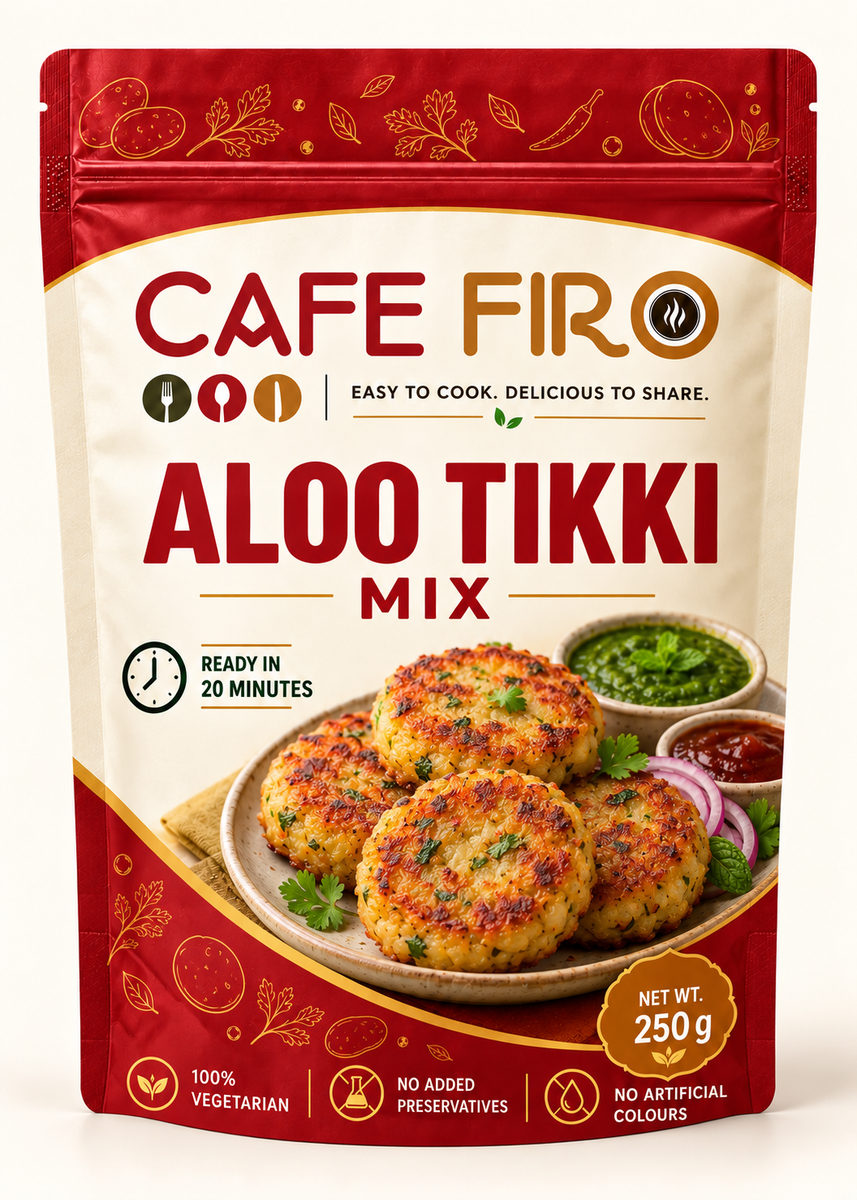 CAFE FIRO
EASY TO COOK. DELICIOUS TO SHARE.
ALOO TIKKI
MIX
READY IN
20 MINUTES
NET WT.
250 g
100%
VEGETARIAN
NO ADDED
PRESERVATIVES
NO ARTIFICIAL
COLOURS